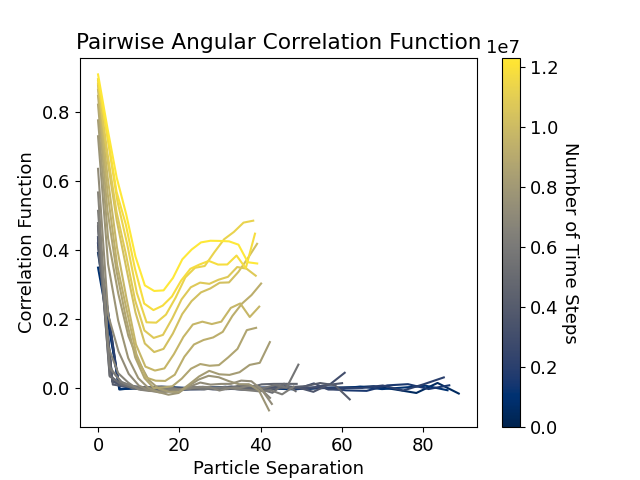 Pairwise Angular Correlation Function
1e7
Correlation Function
0.8
0.6
0.4
0.2
0.0
0 20 40 60 80
Particle Separation
1.2
1.0
0.8
0.6
0.4
0.2
0.0
Number of Time Steps